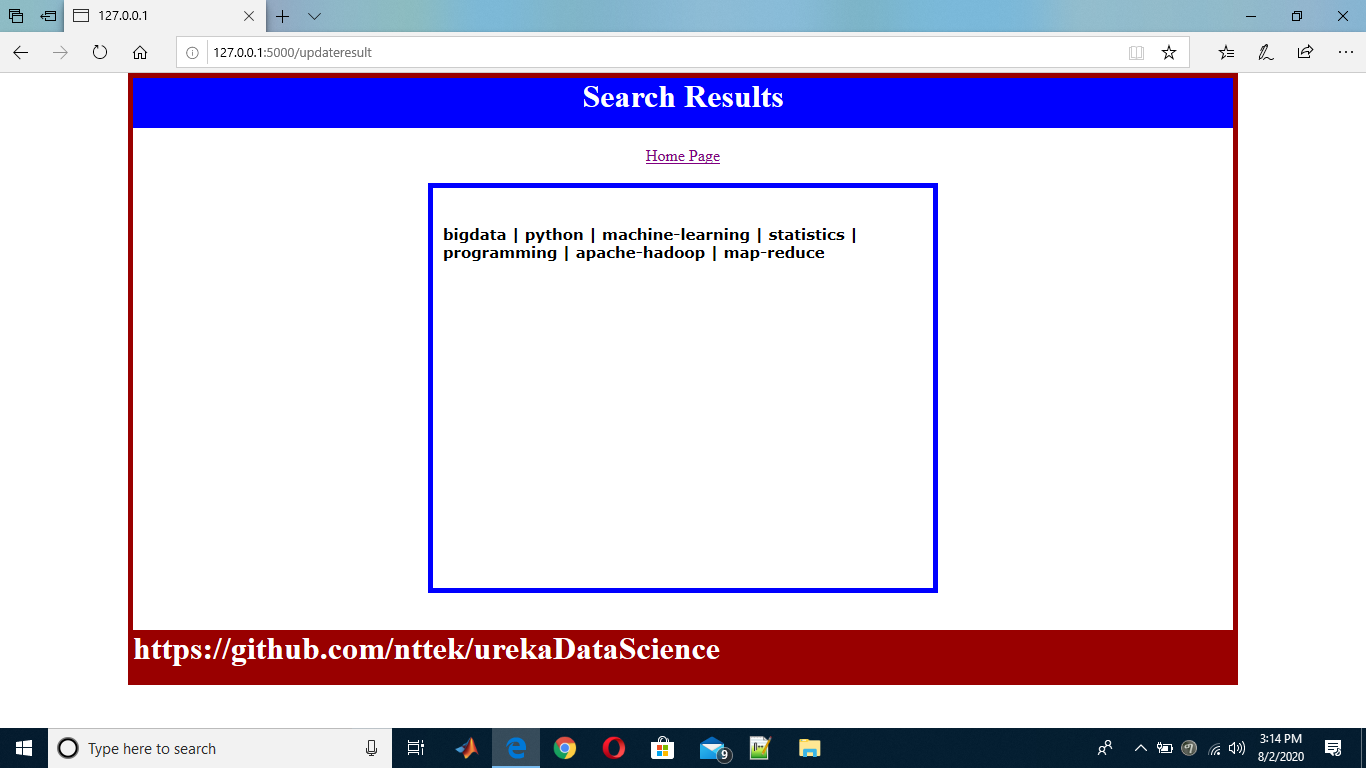 127.0.0.1
127.0.0.1:5000/updateresult
Search Results
Home Page
bigdata | python | machine-learning | statistics |
programming | apache-hadoop | map-reduce
https://github.com/nttek/urekaDataScience
Type here to search
9
3:14 PM
8/2/2020